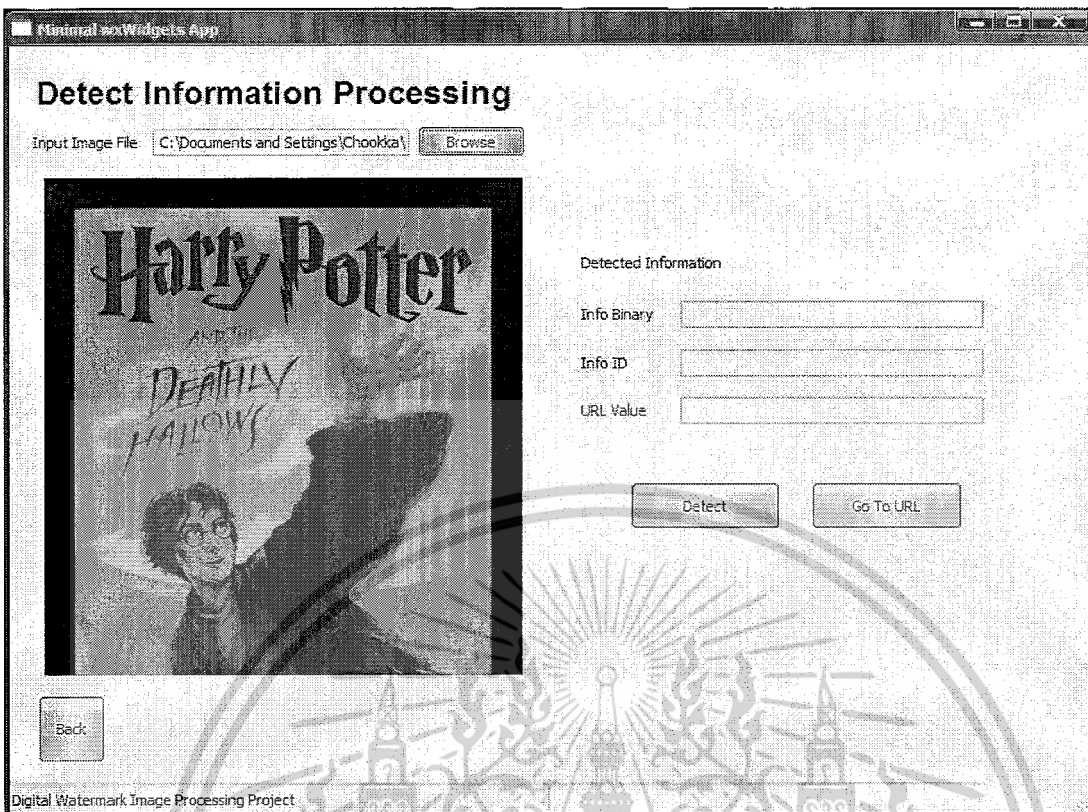 Minimal wxWidgets App
Detect Information Processing
Input Image File C:\Documents and Settings\Chookka\ Browse
Harry Potter
AND THE
DEATHLY
HALLOWS
Detected Information
Info Binary
Info ID
URL Value
Detect Go To URL
Back
Digital Watermark Image Processing Project